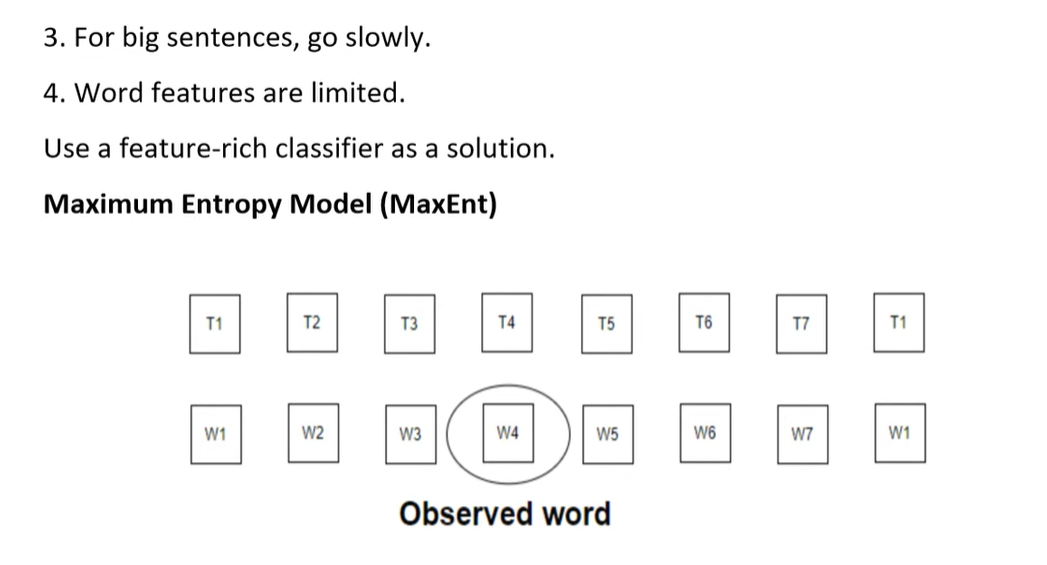 3. For big sentences, go slowly.
4. Word features are limited.
Use a feature-rich classifier as a solution.
Maximum Entropy Model (MaxEnt)
T1 T2 T3 T4 T5 T6 T7 T1
W1 W2 W3 W4 W5 W6 W7 W1
Observed word